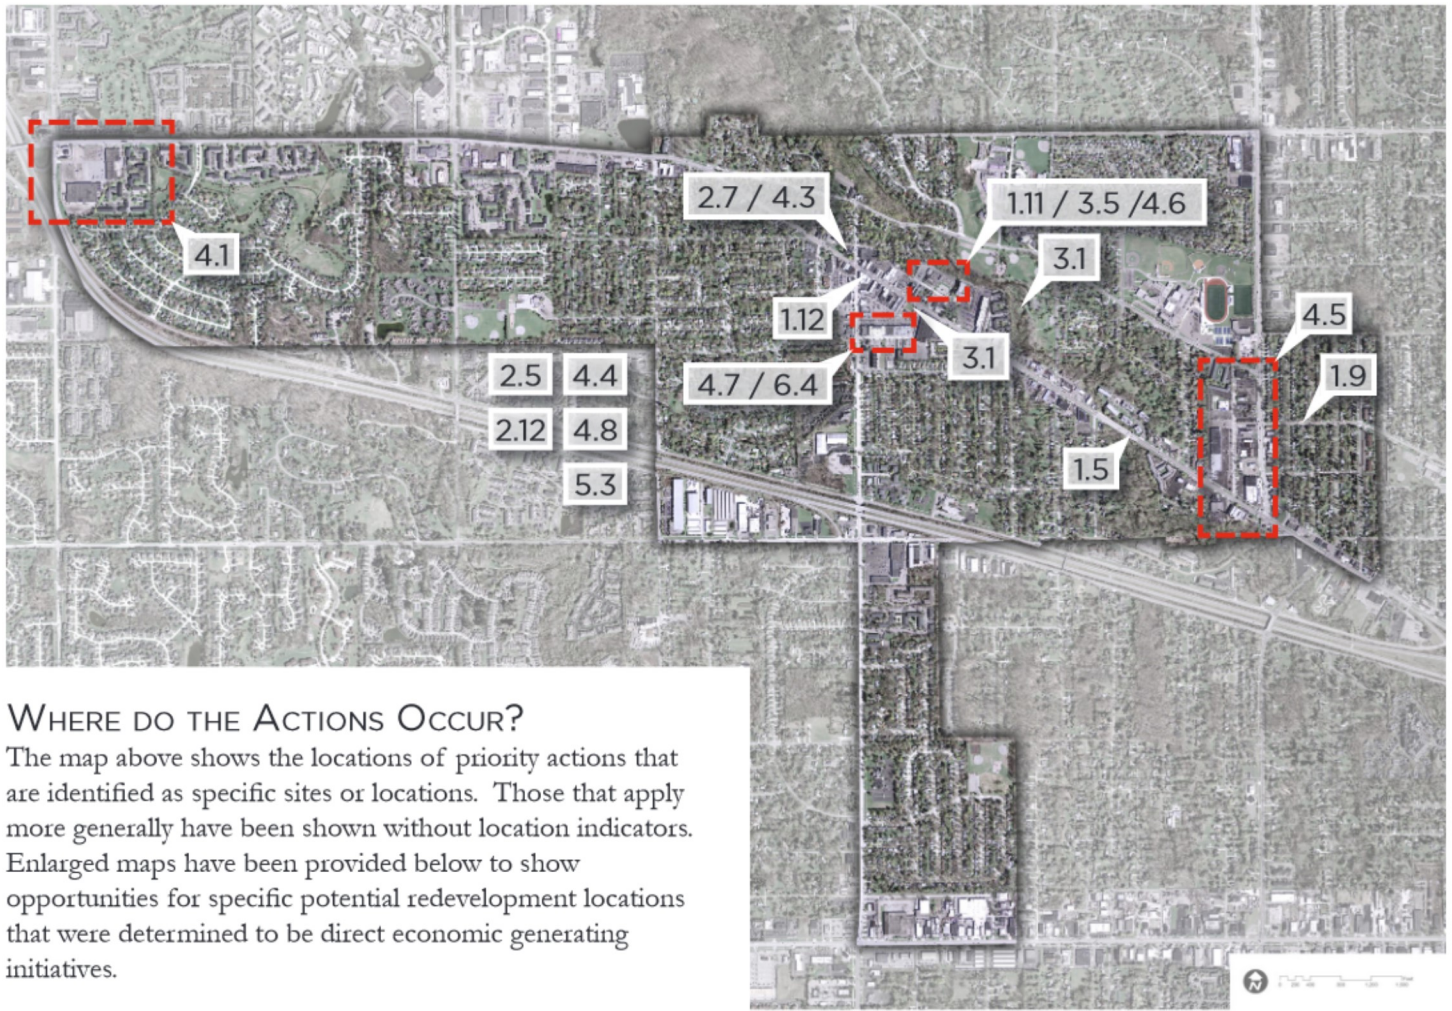 2.7 / 4.3
1.11 / 3.5 /4.6
4.1
3.1
1.12
4.5
3.1
2.5
4.4
4.7 / 6.4
1.9
2.12
4.8
1.5
5.3
WHERE DO THE ACTIONS OCCUR?
The map above shows the locations of priority actions that
are identified as specific sites or locations.  Those that apply
more generally have been shown without location indicators.
Enlarged maps have been provided below to show
opportunities for specific potential redevelopment locations
that were determined to be direct economic generating
initiatives.
N